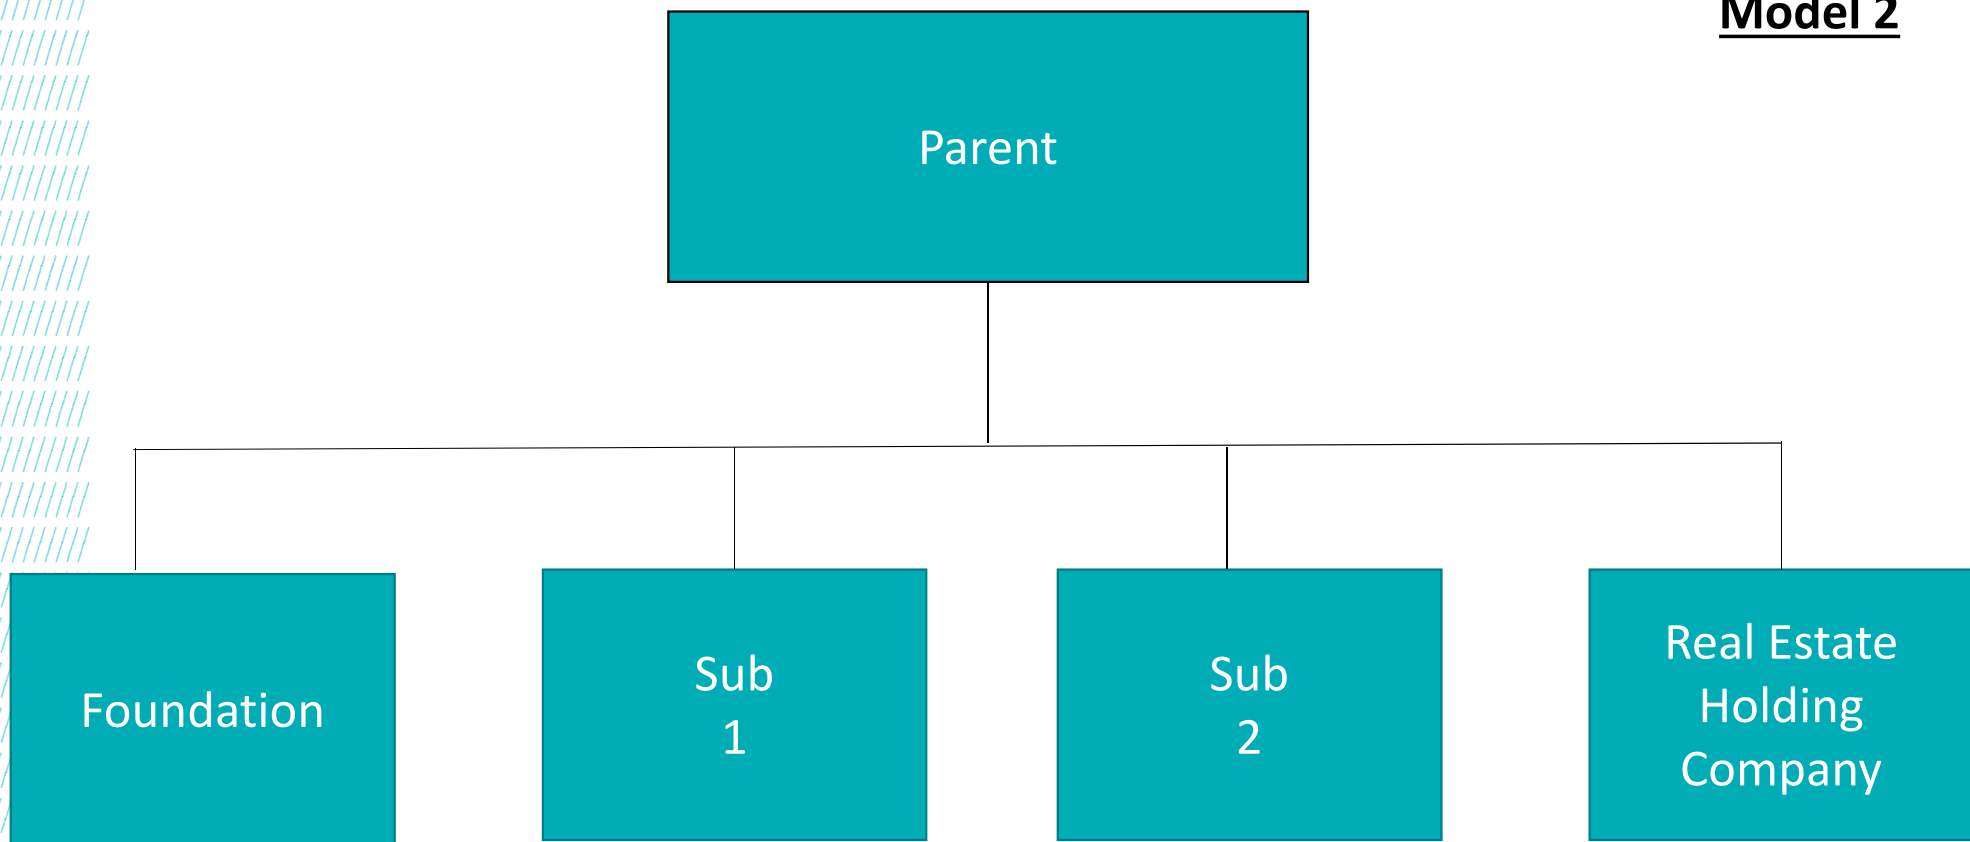 Model 2
Parent
Foundation
Sub
1
Sub
2
Real Estate
Holding
Company